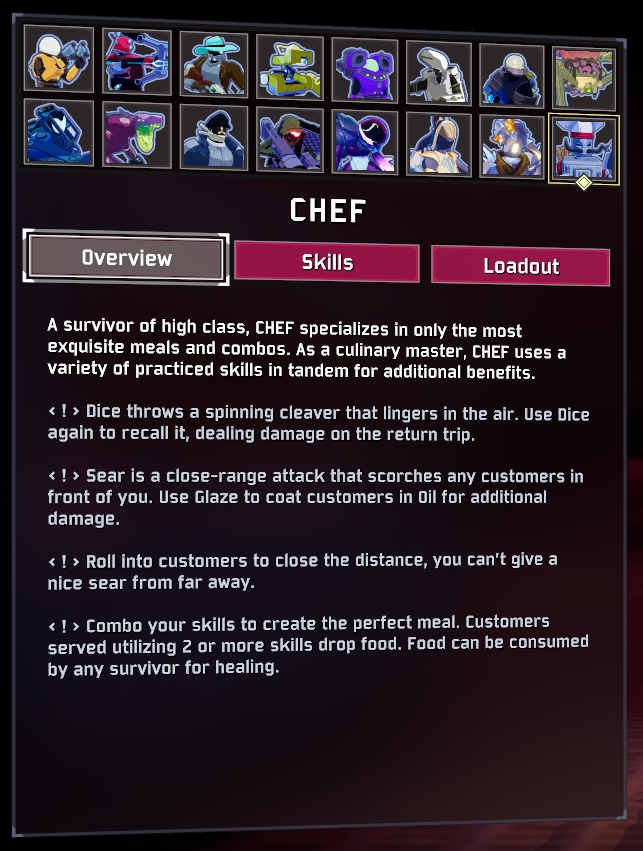 CHEF
Overview
Skills
Loadout
A survivor of high class, CHEF specializes in only the most
exquisite meals and combos. As a culinary master, CHEF uses a
variety of practiced skills in tandem for additional benefits.
< ! > Dice throws a spinning cleaver that lingers in the air. Use Dice
again to recall it, dealing damage on the return trip.
< ! > Sear is a close-range attack that scorches any customers in
front of you. Use Glaze to coat customers in Oil for additional
damage.
< ! > Roll into customers to close the distance, you can't give a
nice sear from far away.
< ! > Combo your skills to create the perfect meal. Customers
served utilizing 2 or more skills drop food. Food can be consumed
by any survivor for healing.